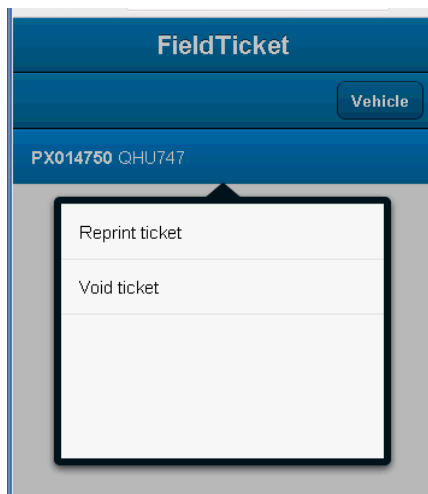 FieldTicket
Vehicle
PX014750 QHU747
Reprint ticket
Void ticket